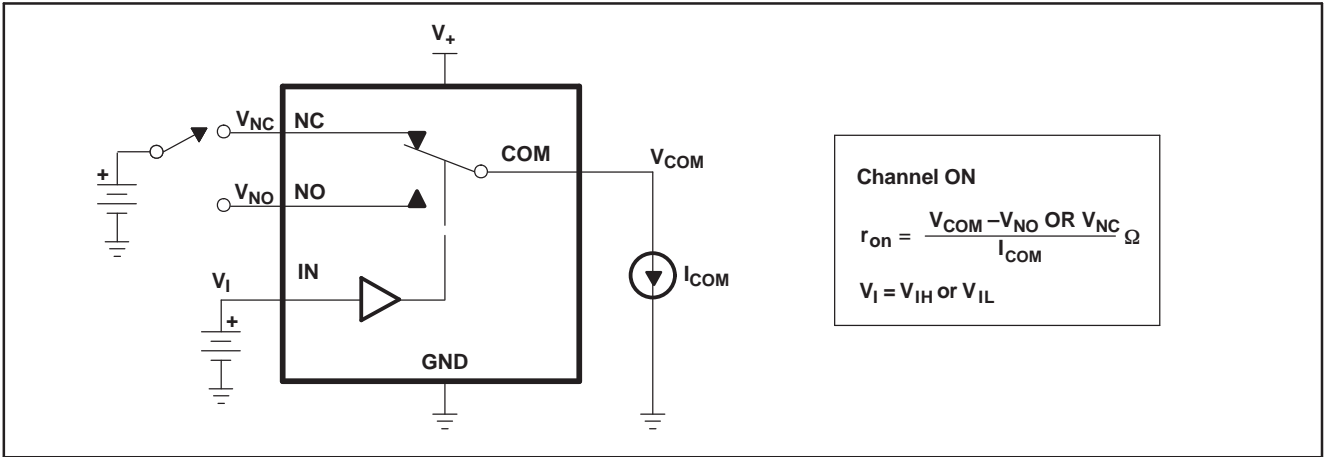 V+
VNC NC
COM
VCOM
VNO NO
+
IN
VI
+
ICOM
GND
Channel ON
ron = VCOM –VNO OR VNC / ICOM Ω
VI = VIH or VIL